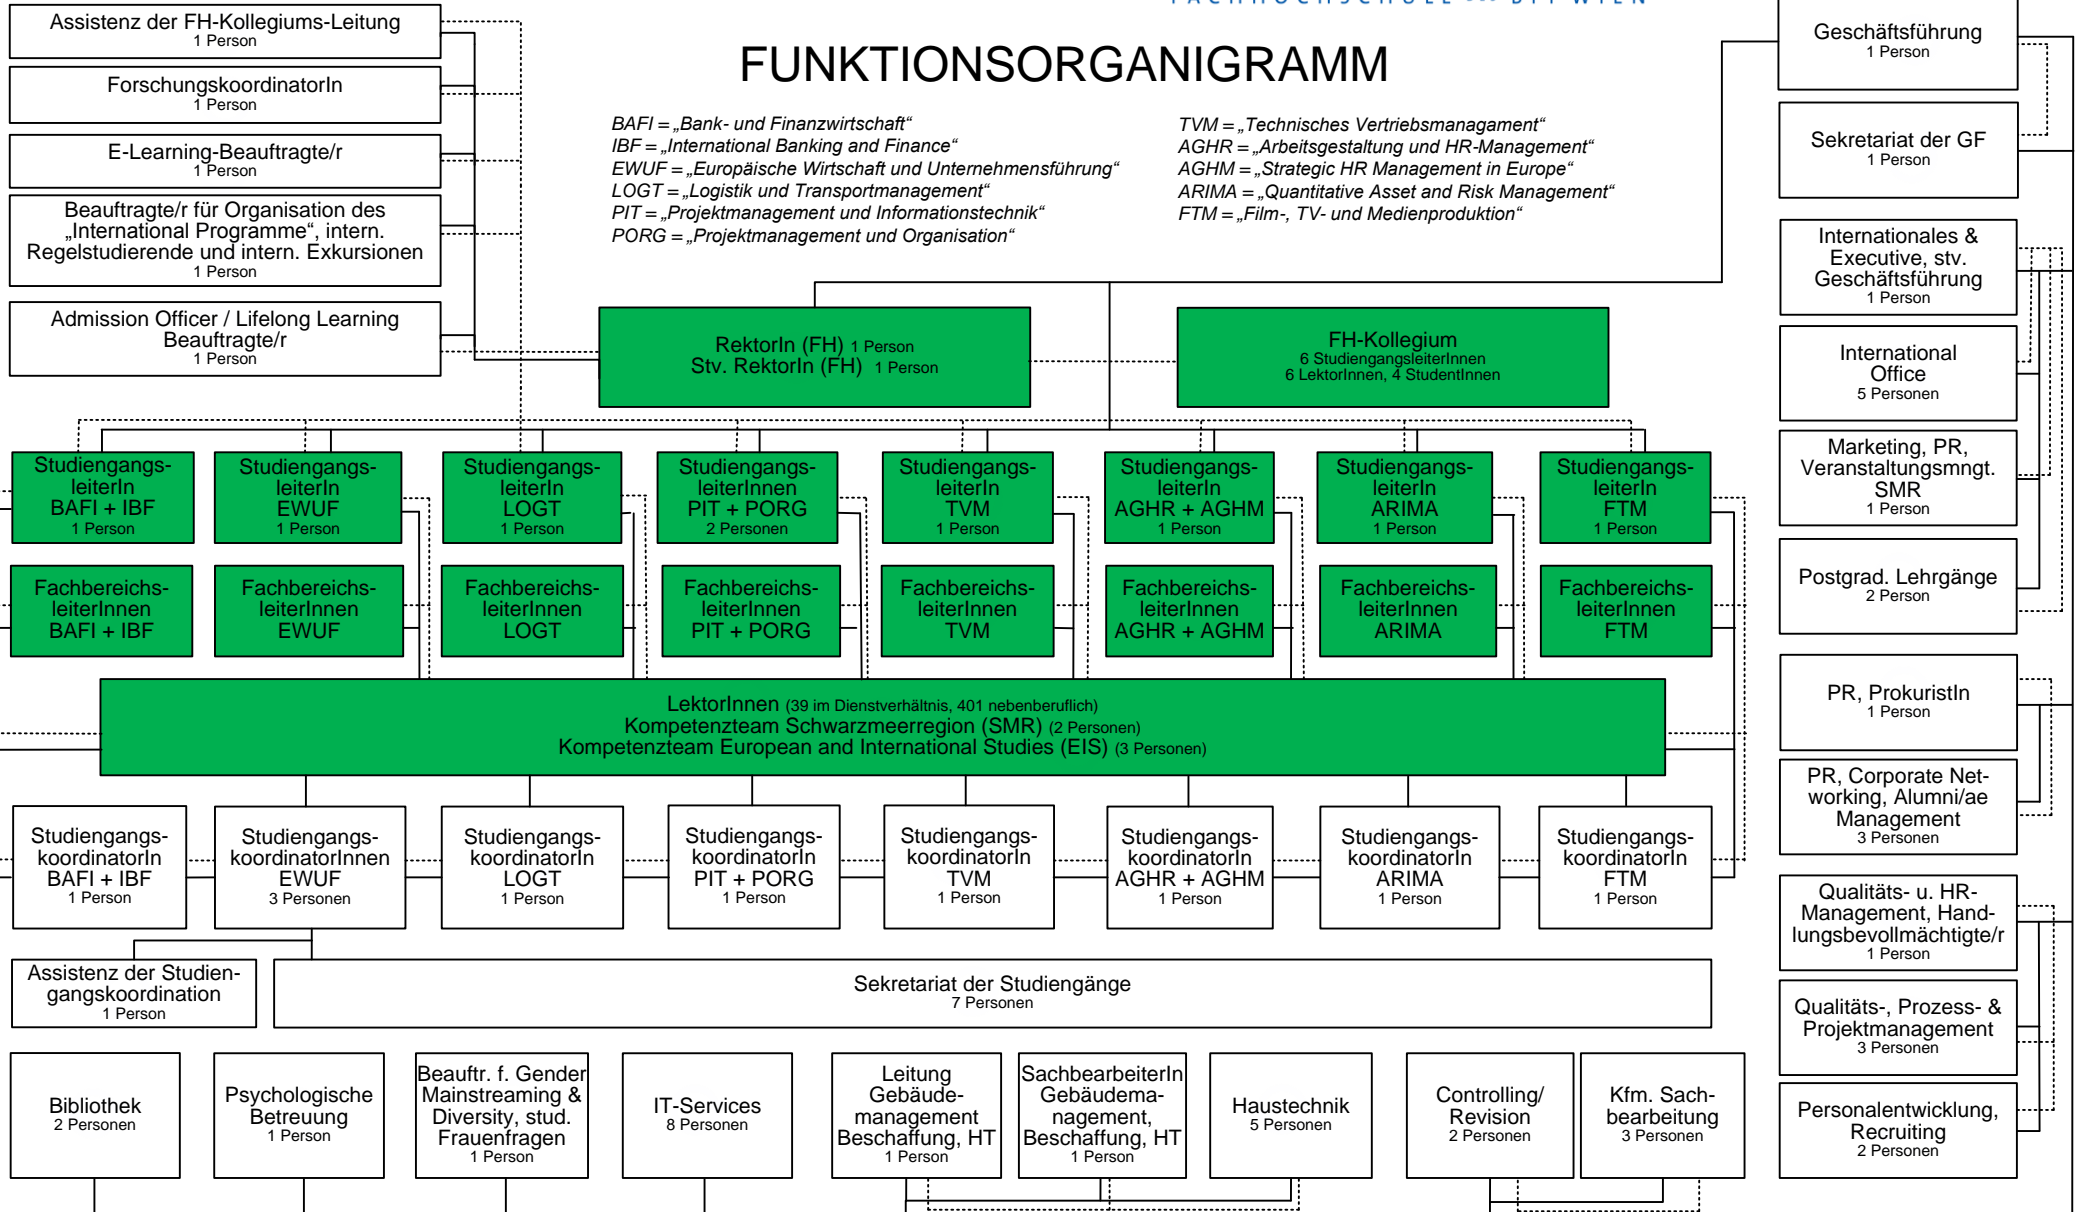 FACHHOCHSCHULE DES BFI WIEN
FUNKTIONSORGANIGRAMM
BAFI = „Bank- und Finanzwirtschaft“
IBF = „International Banking and Finance“
EWUF = „Europäische Wirtschaft und Unternehmensführung“
LOGT = „Logistik und Transportmanagement“
PIT = „Projektmanagement und Informationstechnik“
PORG = „Projektmanagement und Organisation“
TVM = „Technisches Vertriebsmanagament“
AGHR = „Arbeitsgestaltung und HR-Management“
AGHM = „Strategic HR Management in Europe“
ARIMA = „Quantitative Asset and Risk Management“
FTM = „Film-, TV- und Medienproduktion“
Assistenz der FH-Kollegiums-Leitung
1 Person
ForschungskoordinatorIn
1 Person
E-Learning-Beauftragte/r
1 Person
Beauftragte/r für Organisation des
„International Programme“, intern.
Regelstudierende und intern. Exkursionen
1 Person
Admission Officer / Lifelong Learning
Beauftragte/r
1 Person
RektorIn (FH) 1 Person
Stv. RektorIn (FH) 1 Person
FH-Kollegium
6 StudiengangsleiterInnen
6 LektorInnen, 4 StudentInnen
Geschäftsführung
1 Person
Sekretariat der GF
1 Person
Internationales &
Executive, stv.
Geschäftsführung
1 Person
International
Office
5 Personen
Marketing, PR,
Veranstaltungsmngt.
SMR
1 Person
Postgrad. Lehrgänge
2 Person
PR, ProkuristIn
1 Person
PR, Corporate Net-
working, Alumni/ae
Management
3 Personen
Qualitäts- u. HR-
Management, Hand-
lungsbevollmächtigte/r
1 Person
Qualitäts-, Prozess- &
Projektmanagement
3 Personen
Personalentwicklung,
Recruiting
2 Personen
Studiengangs-
leiterIn
BAFI + IBF
1 Person
Studiengangs-
leiterIn
EWUF
1 Person
Studiengangs-
leiterIn
LOGT
1 Person
Studiengangs-
leiterInnen
PIT + PORG
2 Personen
Studiengangs-
leiterIn
TVM
1 Person
Studiengangs-
leiterIn
AGHR + AGHM
1 Person
Studiengangs-
leiterIn
ARIMA
1 Person
Studiengangs-
leiterIn
FTM
1 Person
Fachbereichs-
leiterInnen
BAFI + IBF
Fachbereichs-
leiterInnen
EWUF
Fachbereichs-
leiterInnen
LOGT
Fachbereichs-
leiterInnen
PIT + PORG
Fachbereichs-
leiterInnen
TVM
Fachbereichs-
leiterInnen
AGHR + AGHM
Fachbereichs-
leiterInnen
ARIMA
Fachbereichs-
leiterInnen
FTM
LektorInnen (39 im Dienstverhältnis, 401 nebenberuflich)
Kompetenzteam Schwarzmeerregion (SMR) (2 Personen)
Kompetenzteam European and International Studies (EIS) (3 Personen)
Studiengangs-
koordinatorIn
BAFI + IBF
1 Person
Studiengangs-
koordinatorInnen
EWUF
3 Personen
Studiengangs-
koordinatorIn
LOGT
1 Person
Studiengangs-
koordinatorIn
PIT + PORG
1 Person
Studiengangs-
koordinatorIn
TVM
1 Person
Studiengangs-
koordinatorIn
AGHR + AGHM
1 Person
Studiengangs-
koordinatorIn
ARIMA
1 Person
Studiengangs-
koordinatorIn
FTM
1 Person
Assistenz der Studien-
gangskoordination
1 Person
Sekretariat der Studiengänge
7 Personen
Bibliothek
2 Personen
Psychologische
Betreuung
1 Person
Beauftr. f. Gender
Mainstreaming &
Diversity, stud.
Frauenfragen
1 Person
IT-Services
8 Personen
Leitung
Gebäude-
management
Beschaffung, HT
1 Person
SachbearbeiterIn
Gebäudema-
nagement,
Beschaffung, HT
1 Person
Haustechnik
5 Personen
Controlling/
Revision
2 Personen
Kfm. Sach-
bearbeitung
3 Personen